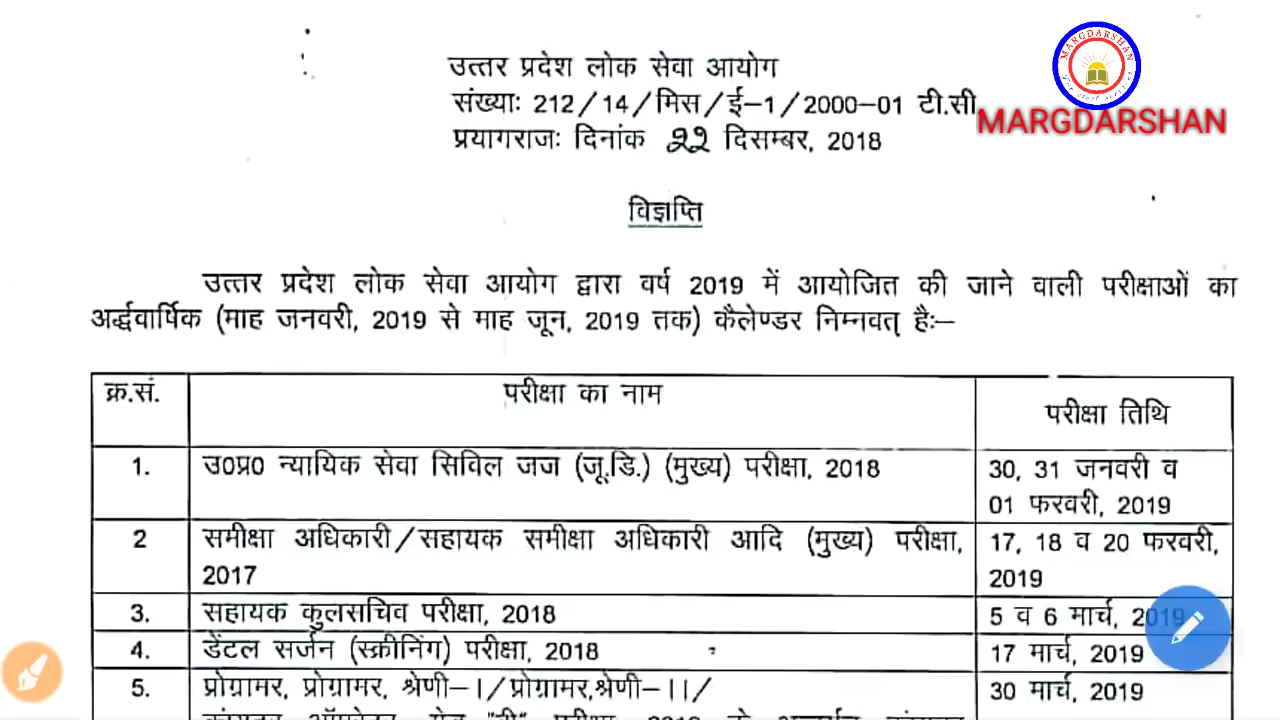 उत्तर प्रदेश लोक सेवा आयोग
संख्याः 212/14/मिस/ई-1/2000-01 टी.सी
प्रयागराजः दिनांक 22 दिसम्बर, 2018
MARGDARSHAN
MARGDARSHAN
विज्ञप्ति
उत्तर प्रदेश लोक सेवा आयोग द्वारा वर्ष 2019 में आयोजित की जाने वाली परीक्षाओं का
अर्द्धवार्षिक (माह जनवरी, 2019 से माह जून, 2019 तक) कैलेण्डर निम्नवत् हैः-
क्र.सं. परीक्षा का नाम परीक्षा तिथि
1. उ0प्र0 न्यायिक सेवा सिविल जज (जू.डि.) (मुख्य) परीक्षा, 2018 30, 31 जनवरी व
01 फरवरी, 2019
2 समीक्षा अधिकारी/सहायक समीक्षा अधिकारी आदि (मुख्य) परीक्षा, 17, 18 व 20 फरवरी,
2017 2019
3. सहायक कुलसचिव परीक्षा, 2018 5 व 6 मार्च, 2019
4. डेंटल सर्जन (स्क्रीनिंग) परीक्षा, 2018 17 मार्च, 2019
5. प्रोग्रामर, प्रोग्रामर, श्रेणी-I/प्रोग्रामर,श्रेणी-II/ 30 मार्च, 2019